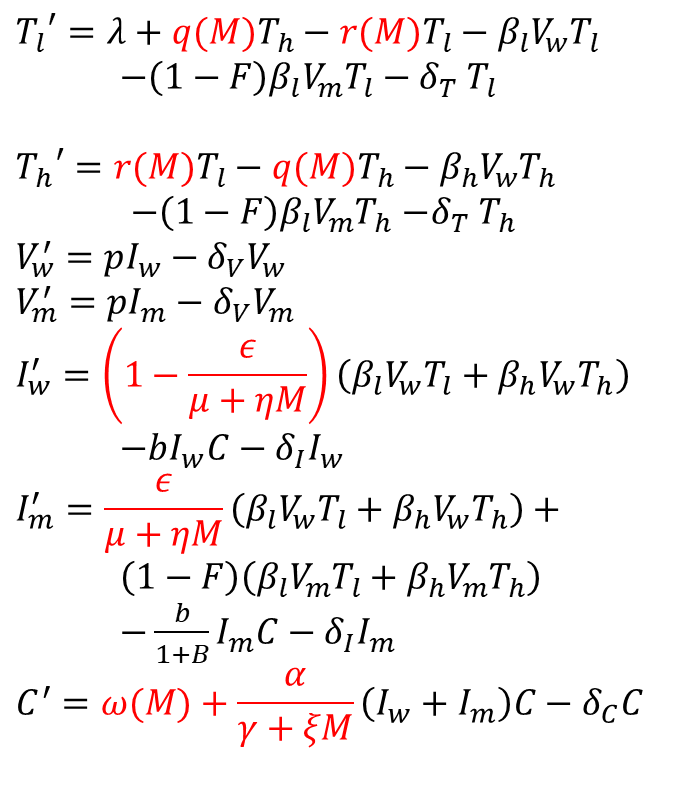 T_l′ = λ + q(M)T_h − r(M)T_l − β_l V_w T_l
−(1 − F)β_l V_m T_l − δ_T T_l
T_h′ = r(M)T_l − q(M)T_h − β_h V_w T_h
−(1 − F)β_l V_m T_h −δ_T T_h
V_w′ = pI_w − δ_V V_w
V_m′ = pI_m − δ_V V_m
I_w′ = (1 − ϵ/(μ + ηM)) (β_l V_w T_l + β_h V_w T_h)
−bI_w C − δ_I I_w
I_m′ = ϵ/(μ + ηM) (β_l V_w T_l + β_h V_w T_h) +
(1 − F)(β_l V_m T_l + β_h V_m T_h)
− b/(1+B) I_m C − δ_I I_m
C′ = ω(M) + α/(γ + ξM) (I_w + I_m)C − δ_C C